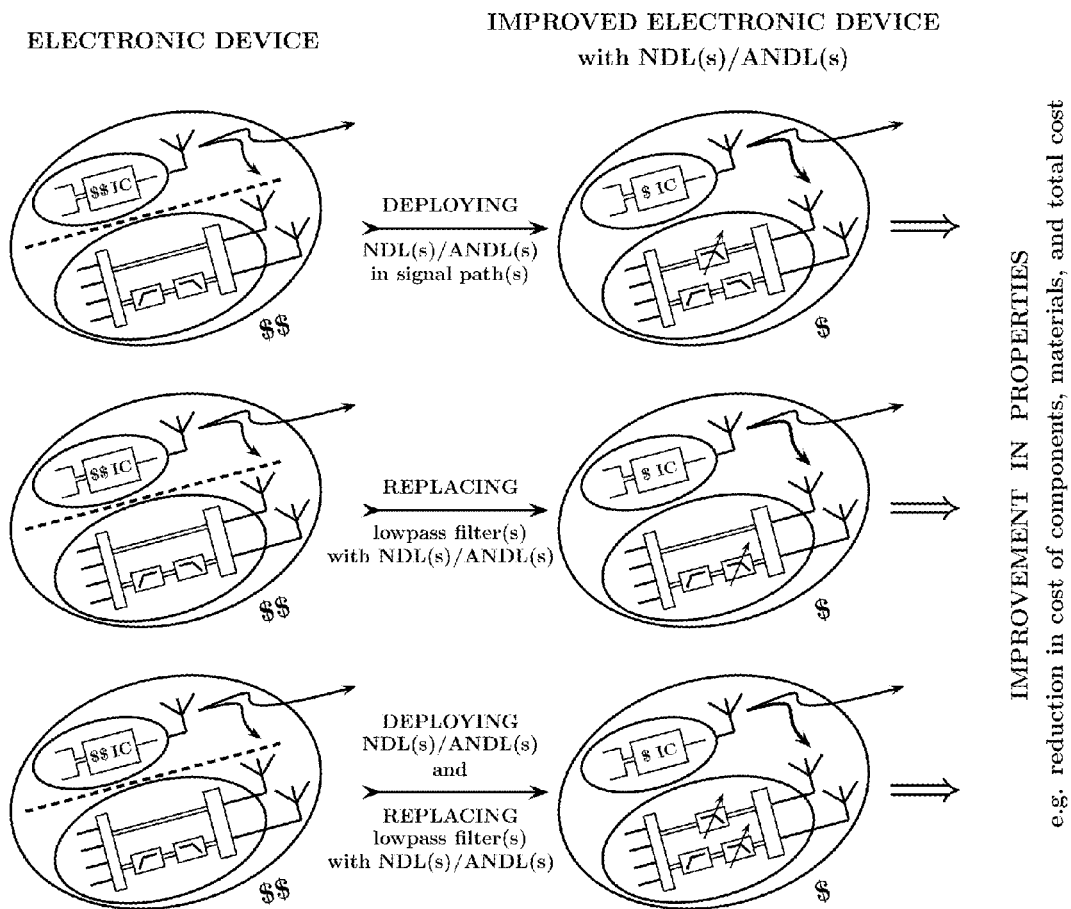 ELECTRONIC DEVICE
IMPROVED ELECTRONIC DEVICE
with NDL(s)/ANDL(s)
$$ IC
$$
DEPLOYING
NDL(s)/ANDL(s)
in signal path(s)
$ IC
$
$$ IC
$$
REPLACING
lowpass filter(s)
with NDL(s)/ANDL(s)
$ IC
$
$$ IC
$$
DEPLOYING
NDL(s)/ANDL(s)
and
REPLACING
lowpass filter(s)
with NDL(s)/ANDL(s)
$ IC
$
IMPROVEMENT IN PROPERTIES
e.g. reduction in cost of components, materials, and total cost